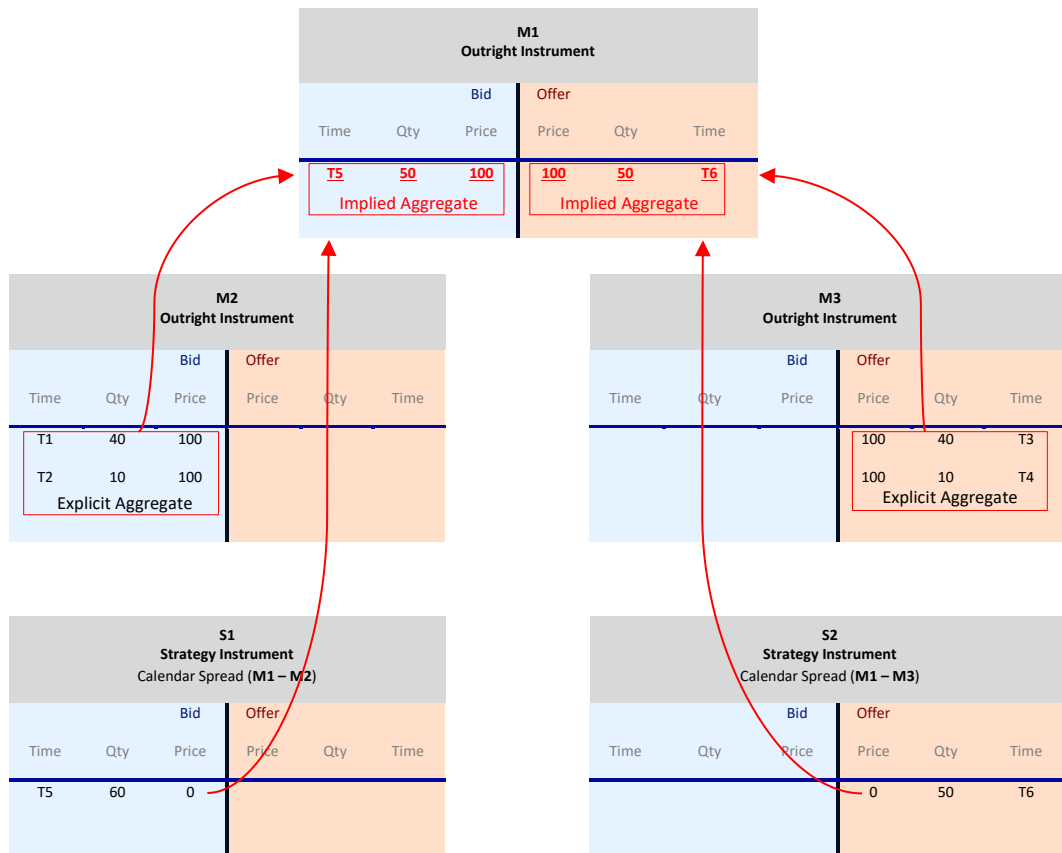 M1
Outright Instrument
Bid Offer
Time Qty Price Price Qty Time
T5 50 100 100 50 T6
Implied Aggregate Implied Aggregate
M2
Outright Instrument
Bid Offer
Time Qty Price Price Qty Time
T1 40 100
T2 10 100
Explicit Aggregate
M3
Outright Instrument
Bid Offer
Time Qty Price Price Qty Time
100 40 T3
100 10 T4
Explicit Aggregate
S1
Strategy Instrument
Calendar Spread (M1 – M2)
Bid Offer
Time Qty Price Price Qty Time
T5 60 0
S2
Strategy Instrument
Calendar Spread (M1 – M3)
Bid Offer
Time Qty Price Price Qty Time
0 50 T6